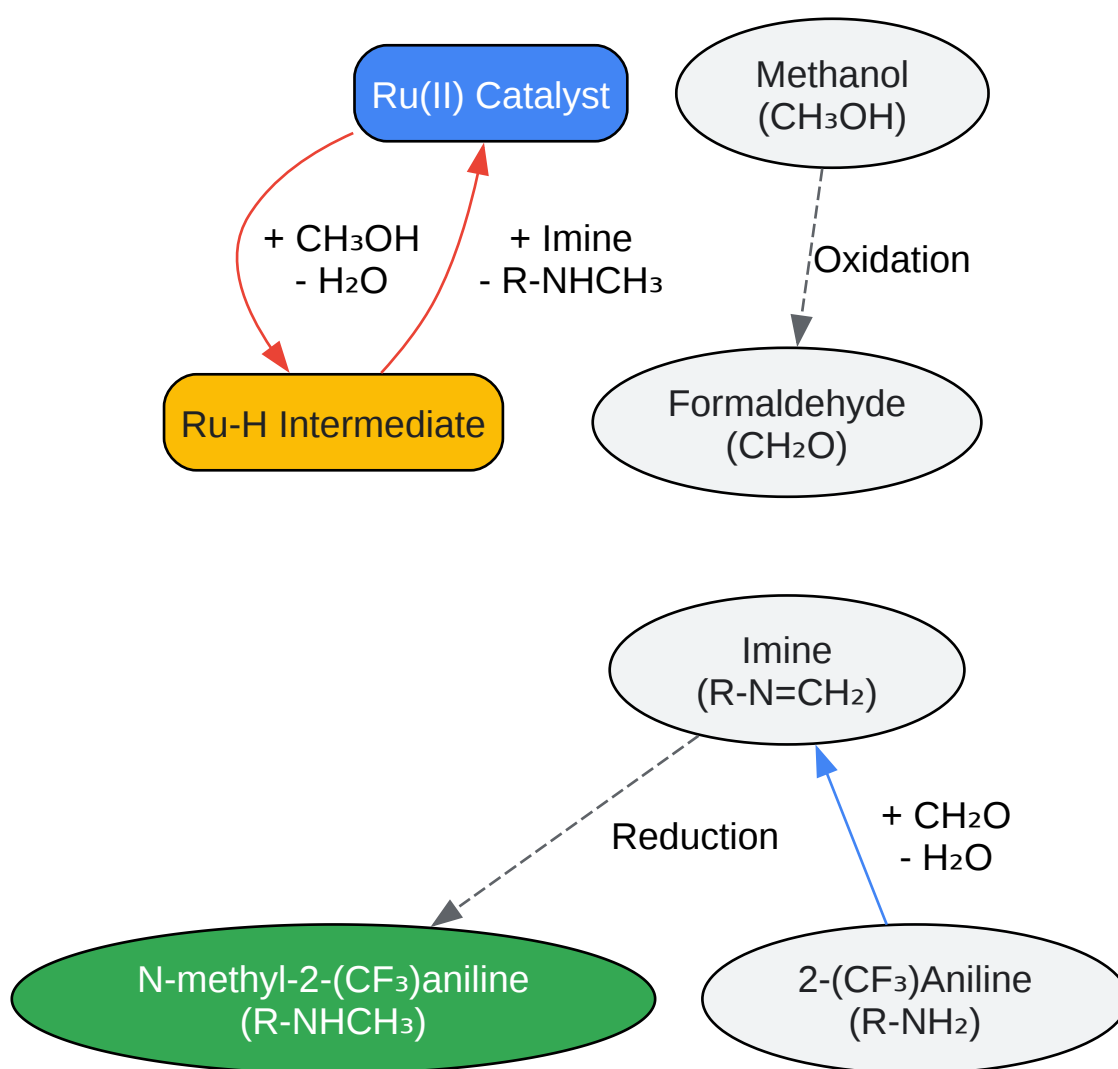 Ru(II) Catalyst
Methanol
(CH₃OH)
+ CH₃OH
- H₂O
+ Imine
- R-NHCH₃
Oxidation
Ru-H Intermediate
Formaldehyde
(CH₂O)
Imine
(R-N=CH₂)
Reduction
+ CH₂O
- H₂O
N-methyl-2-(CF₃)aniline
(R-NHCH₃)
2-(CF₃)Aniline
(R-NH₂)